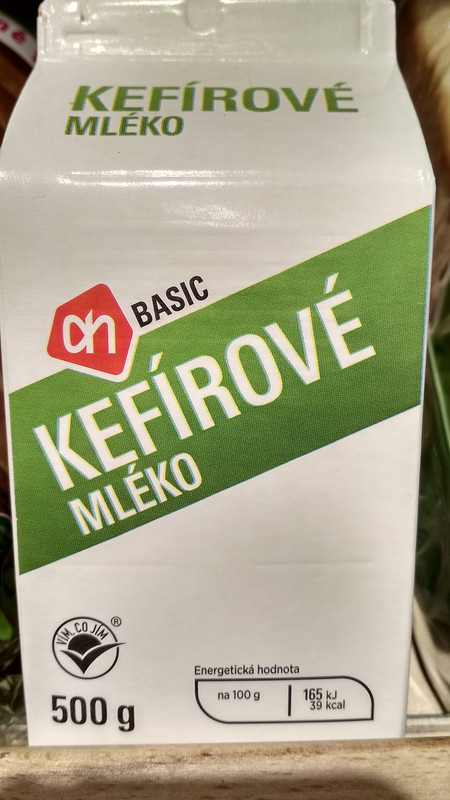 KEFÍROVÉ
MLÉKO
ah BASIC
KEFÍROVÉ
MLÉKO
VÍM, CO JÍM ®
500 g
Energetická hodnota
na 100 g
165 kJ
39 kcal